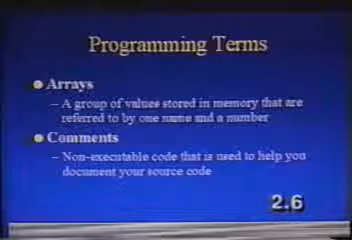 Programming Terms
Arrays
– A group of values stored in memory that are
referred to by one name and a number
Comments
– Non-executable code that is used to help you
document your source code
2.6